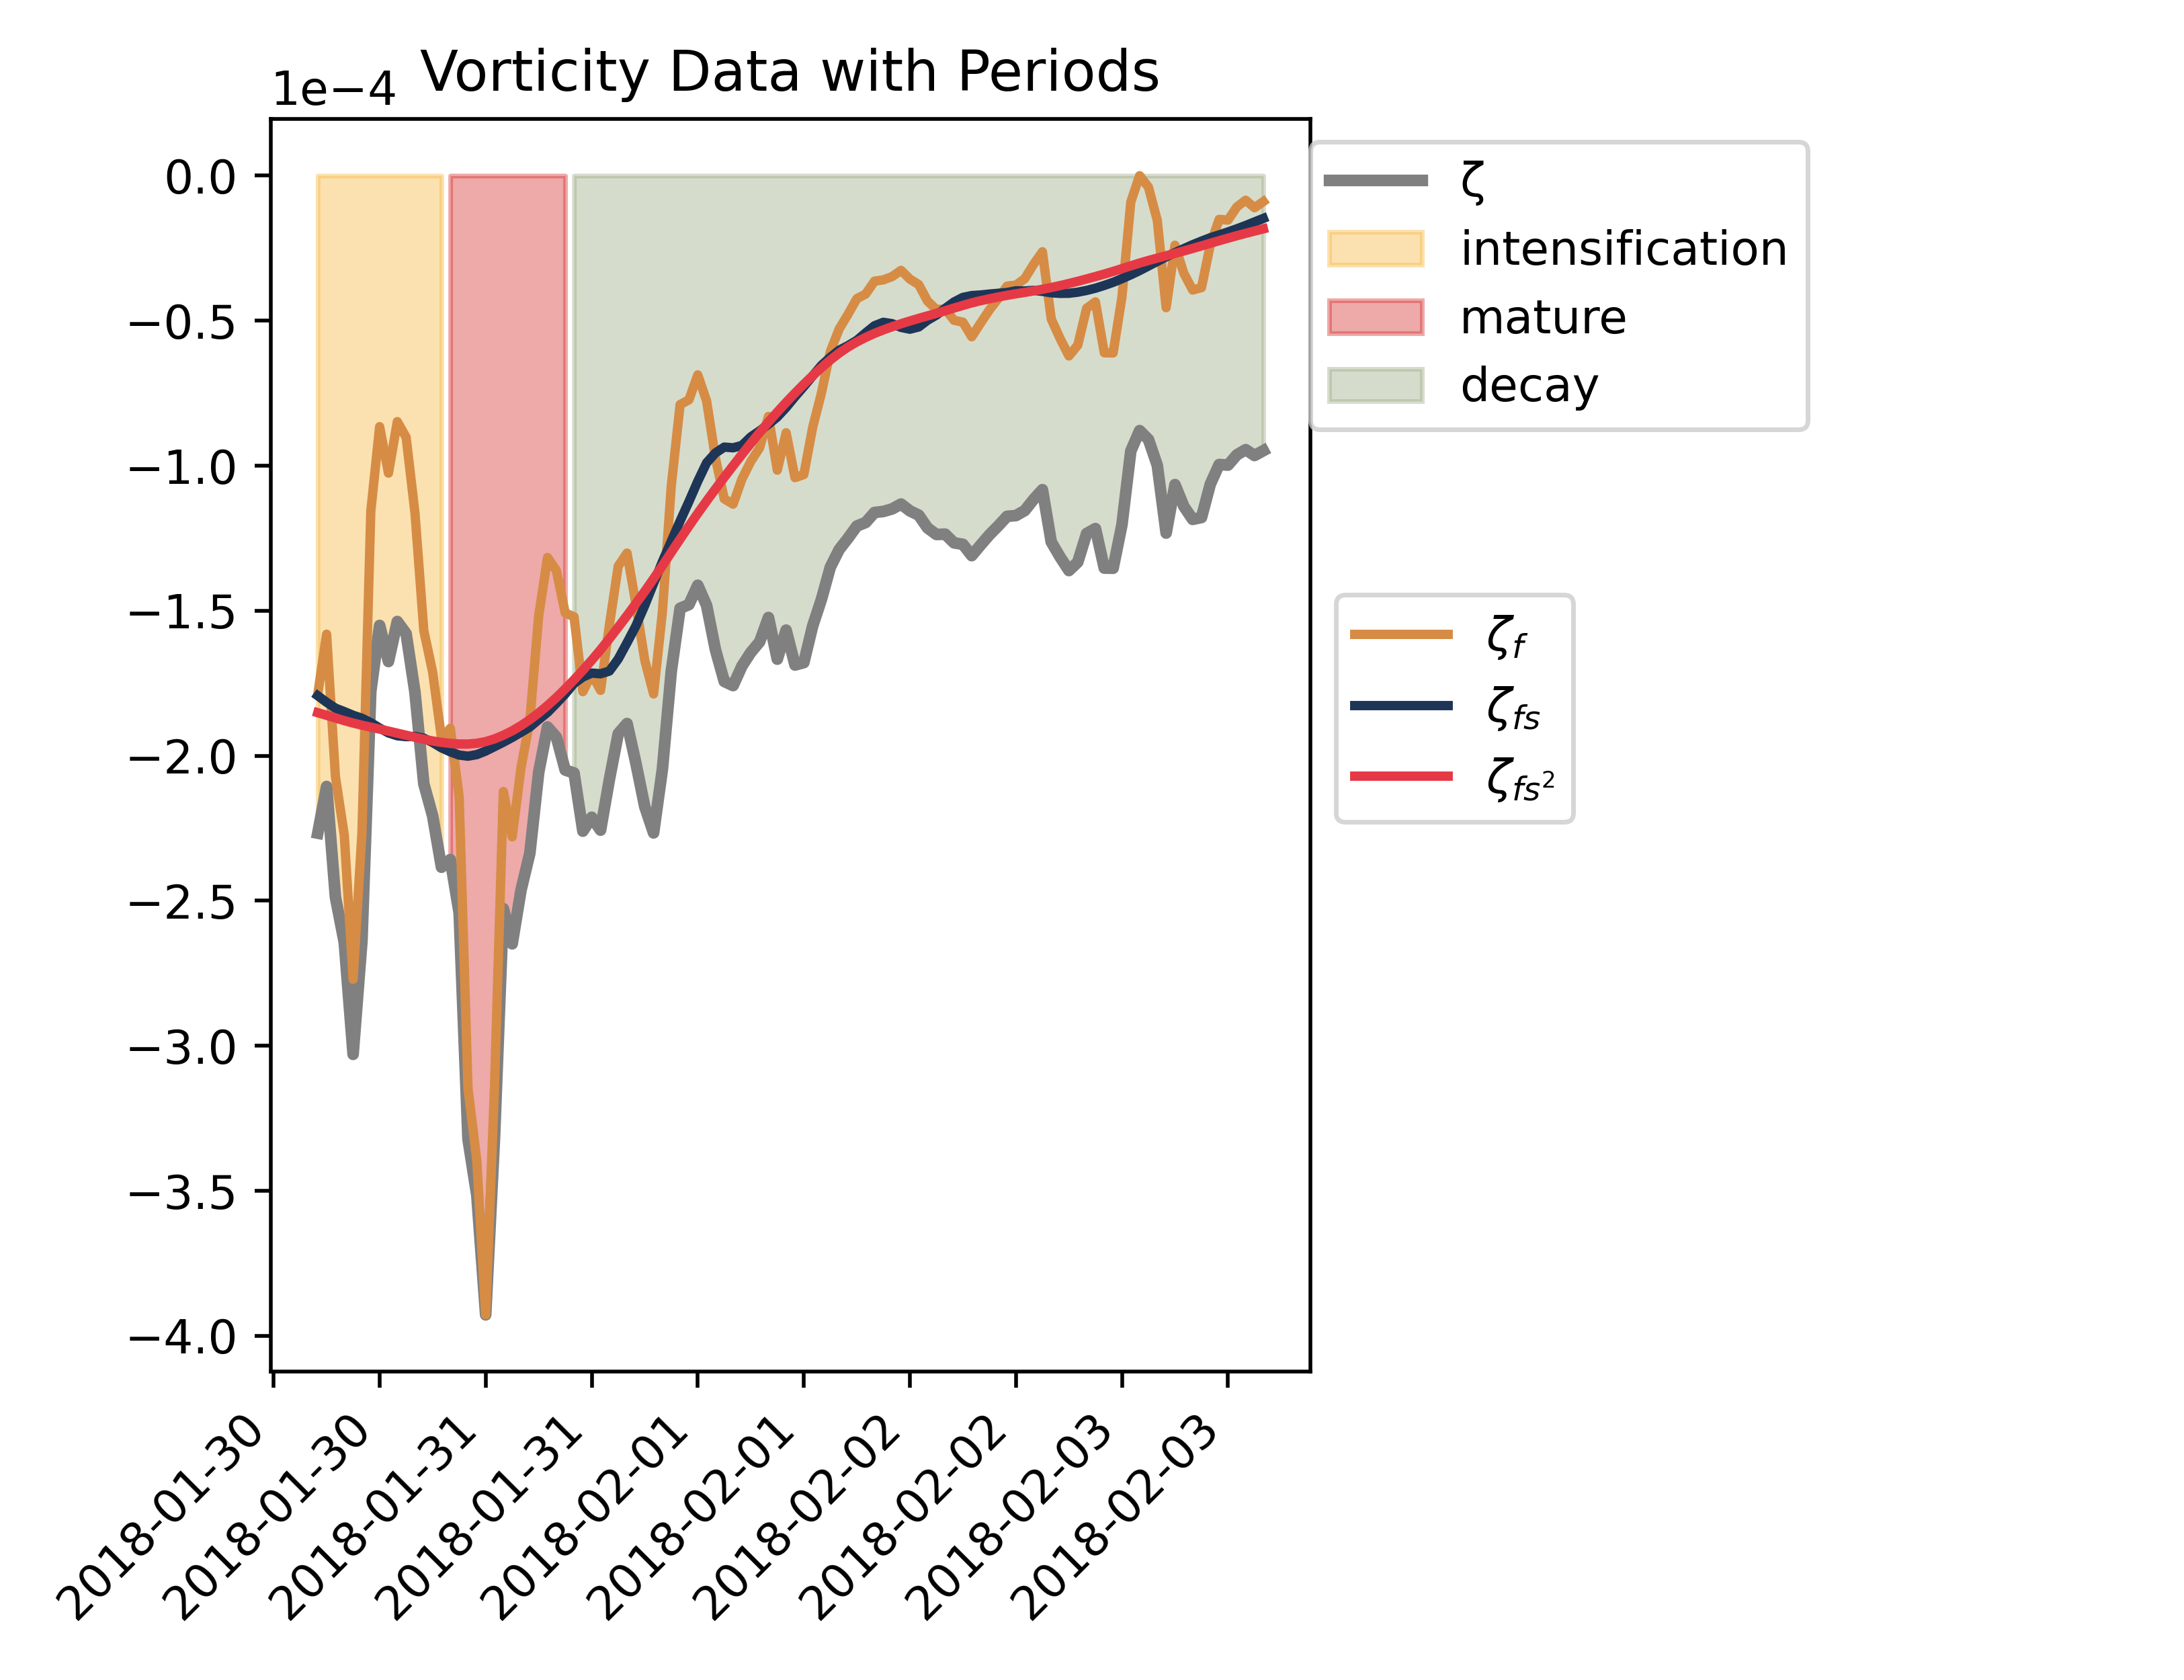 Vorticity Data with Periods
1e−4
0.0
−0.5
−1.0
−1.5
−2.0
−2.5
−3.0
−3.5
−4.0
2018-01-30
2018-01-30
2018-01-31
2018-01-31
2018-02-01
2018-02-01
2018-02-02
2018-02-02
2018-02-03
2018-02-03
ζ
intensification
mature
decay
ζ_f
ζ_fs
ζ_fs²